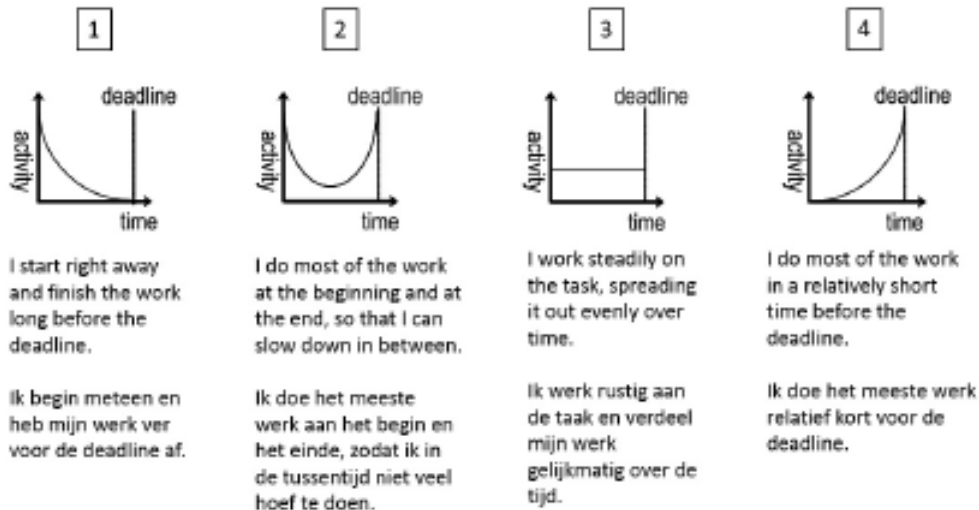 1
2
3
4
deadline
activity
time
deadline
activity
time
deadline
activity
time
deadline
activity
time
I start right away
and finish the work
long before the
deadline.
Ik begin meteen en
heb mijn werk ver
voor de deadline af.
I do most of the work
at the beginning and at
the end, so that I can
slow down in between.
Ik doe het meeste
werk aan het begin en
het einde, zodat ik in
de tussentijd niet veel
hoef te doen.
I work steadily on
the task, spreading
it out evenly over
time.
Ik werk rustig aan
de taak en verdeel
mijn werk
gelijkmatig over de
tijd.
I do most of the work
in a relatively short
time before the
deadline.
Ik doe het meeste werk
relatief kort voor de
deadline.